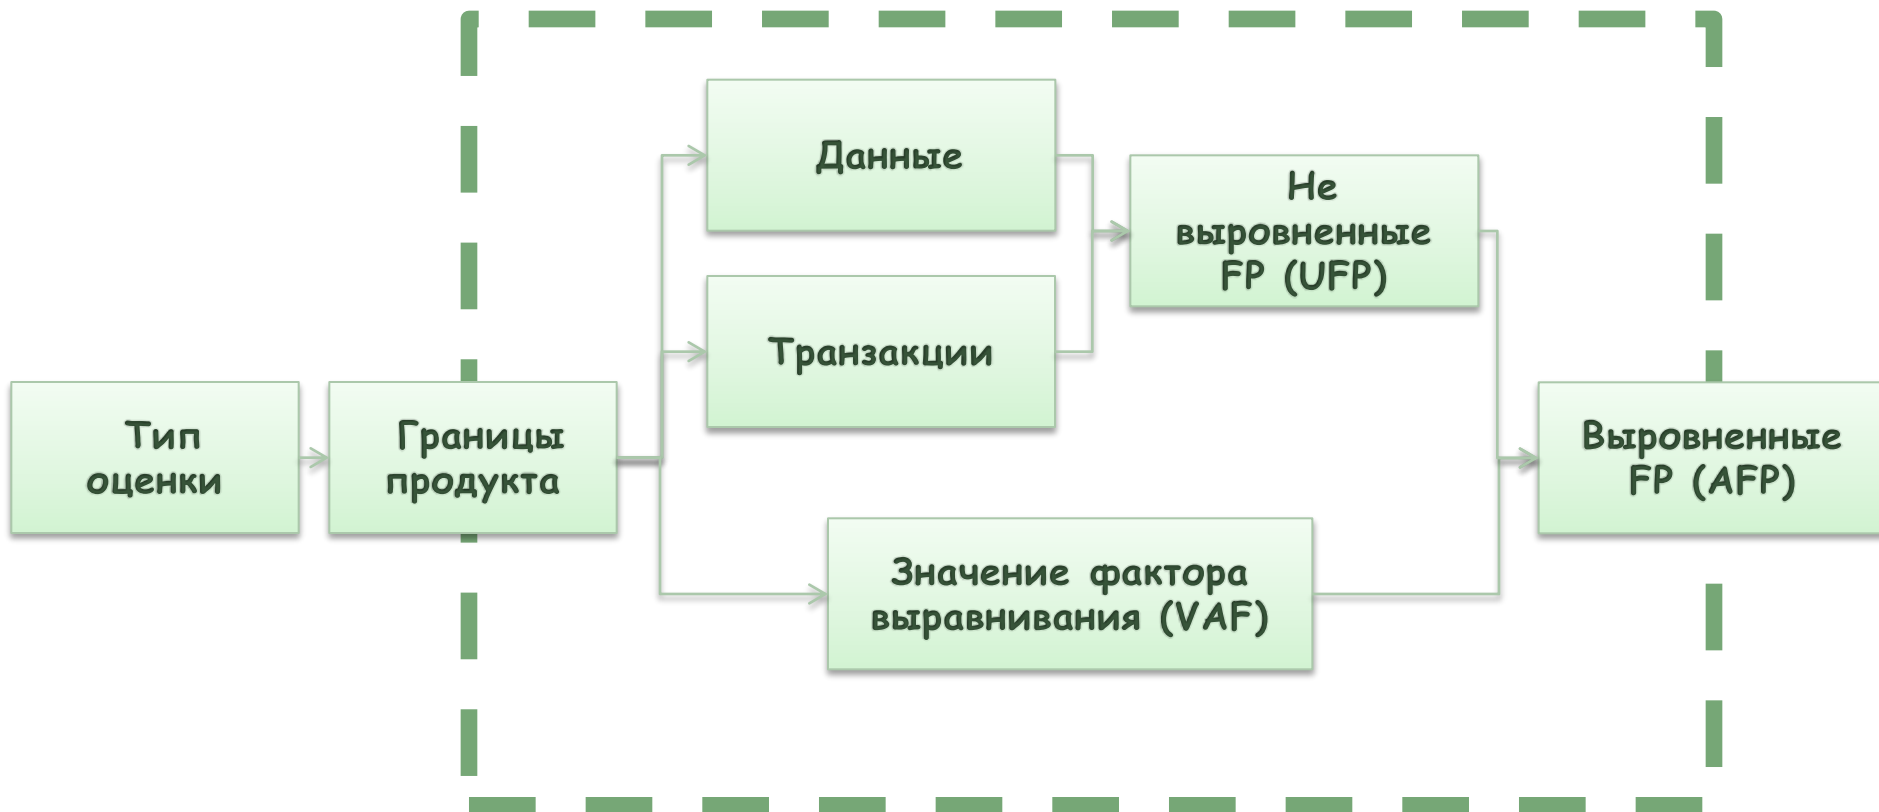 Данные
Не
выровненные
FP (UFP)
Транзакции
Тип
оценки
Границы
продукта
Выровненные
FP (AFP)
Значение фактора
выравнивания (VAF)